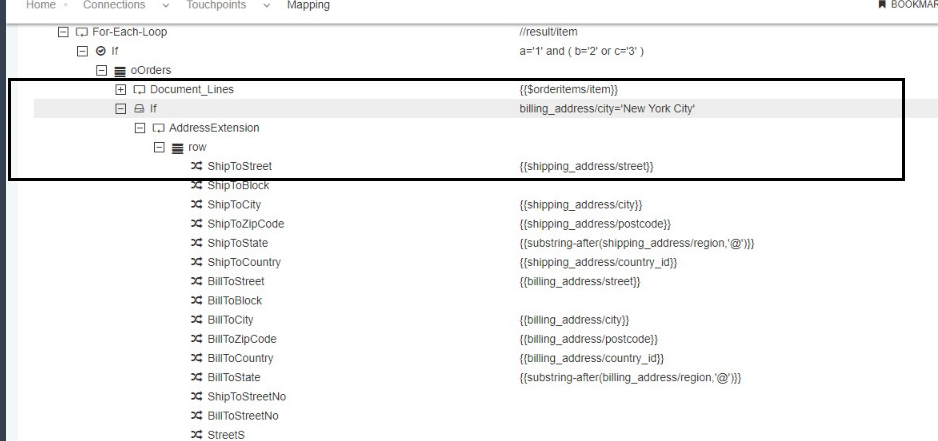 Home Connections Touchpoints Mapping BOOKMAR
For-Each-Loop //result/item
If a='1' and ( b='2' or c='3' )
oOrders
Document_Lines {{$orderitems/item}}
If billing_address/city='New York City'
AddressExtension
row
ShipToStreet {{shipping_address/street}}
ShipToBlock
ShipToCity {{shipping_address/city}}
ShipToZipCode {{shipping_address/postcode}}
ShipToState {{substring-after(shipping_address/region,'@')}}
ShipToCountry {{shipping_address/country_id}}
BillToStreet {{billing_address/street}}
BillToBlock
BillToCity {{billing_address/city}}
BillToZipCode {{billing_address/postcode}}
BillToCountry {{billing_address/country_id}}
BillToState {{substring-after(billing_address/region,'@')}}
ShipToStreetNo
BillToStreetNo
StreetS